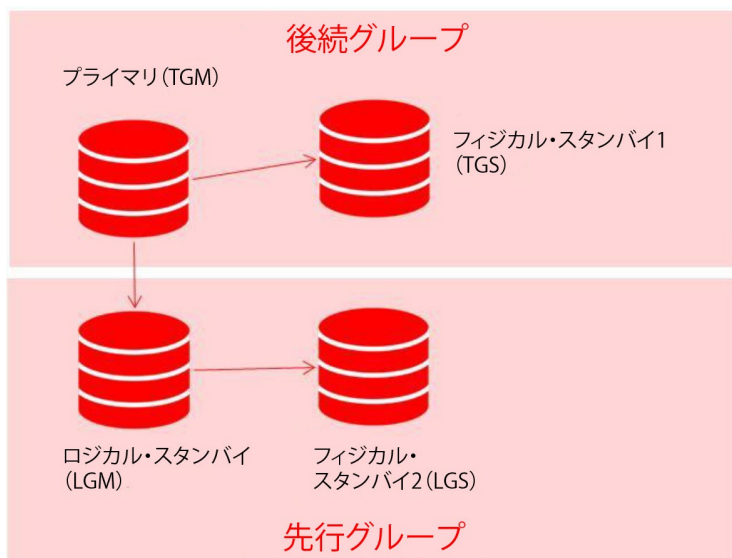 後続グループ
プライマリ(TGM)
フィジカル・スタンバイ1
(TGS)
ロジカル・スタンバイ
(LGM)
フィジカル・
スタンバイ2(LGS)
先行グループ